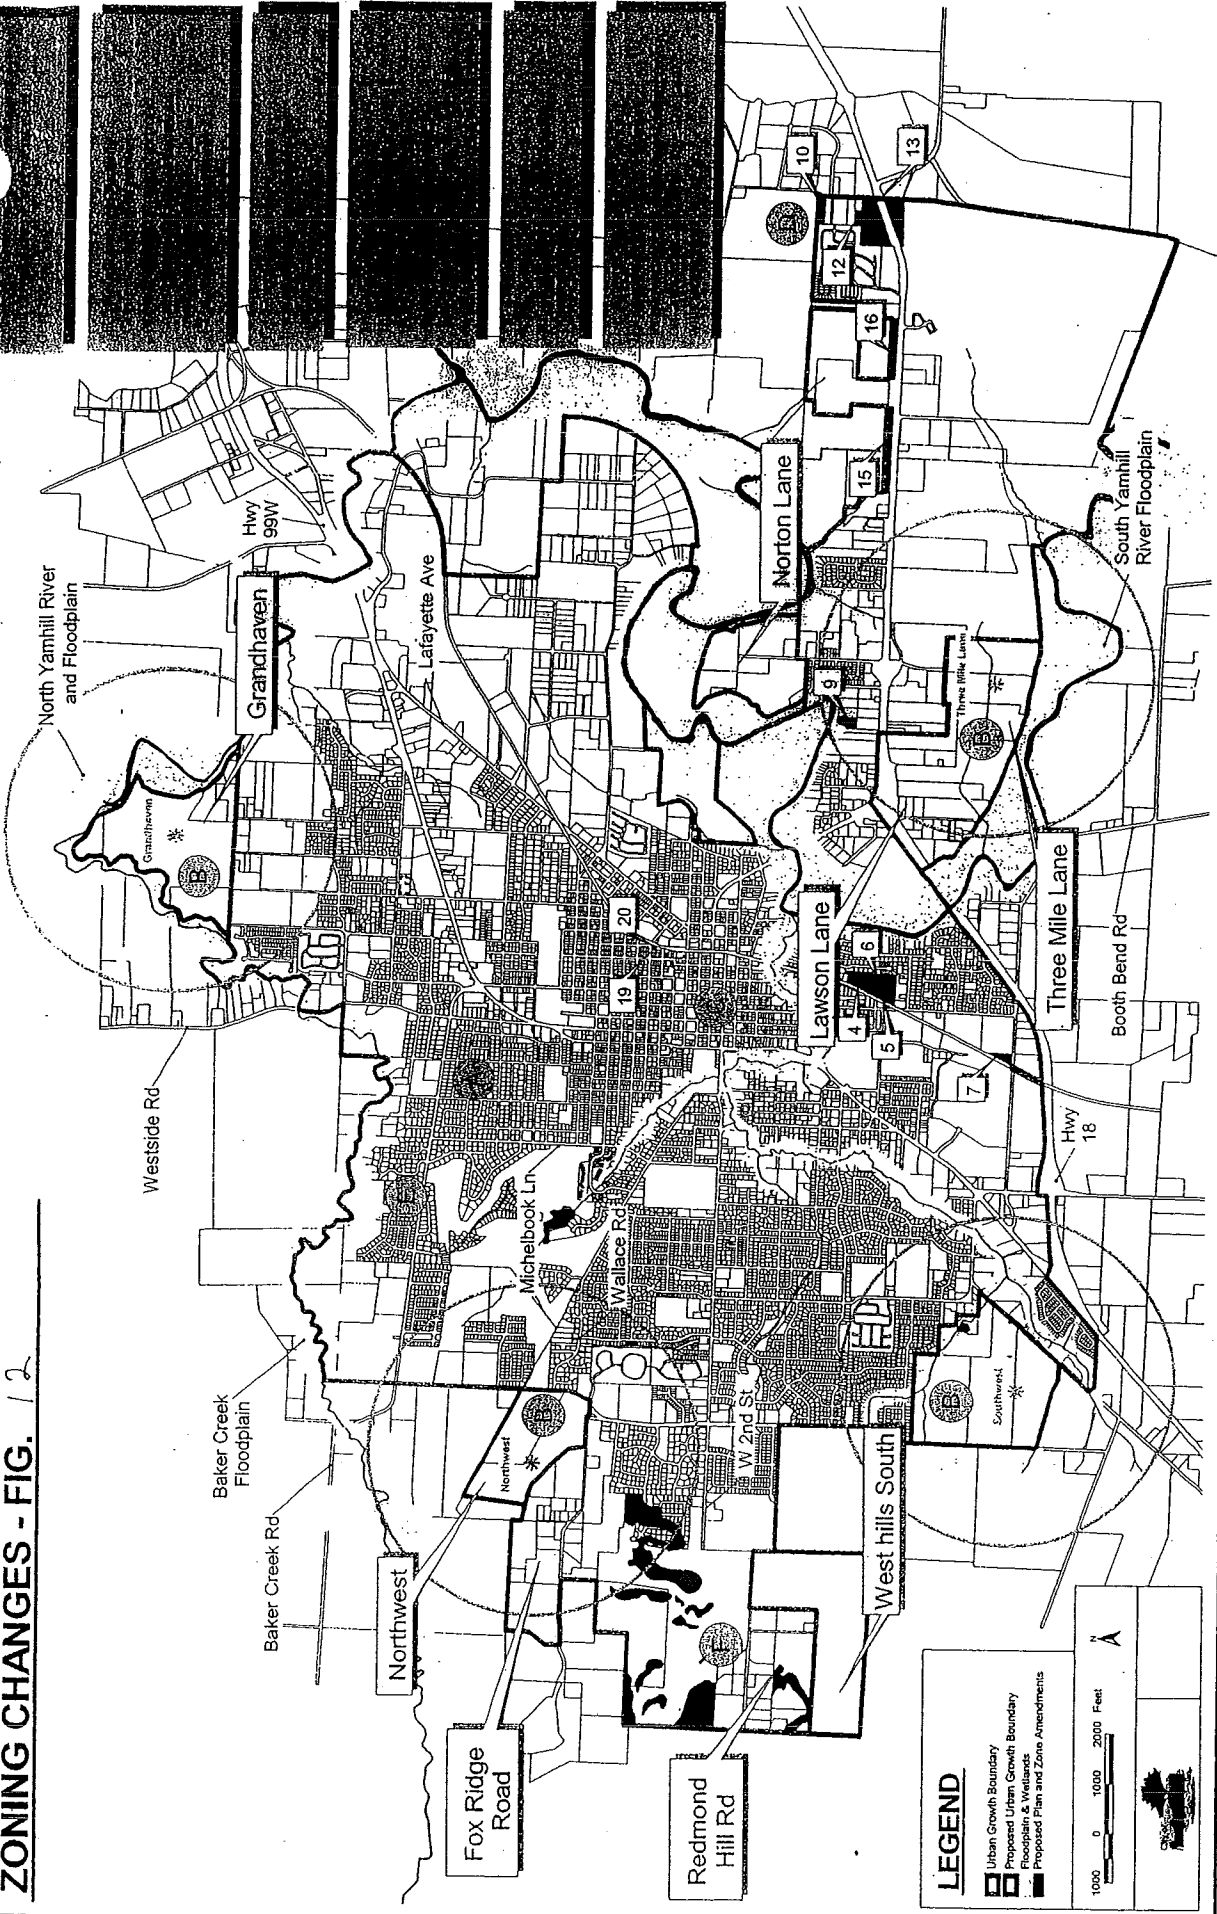 ZONING CHANGES - FIG. 12
North Yamhill River
and Floodplain
Hwy
99W
Grandhaven
Lafayette Ave
Grandhaven
B
Westside Rd
Baker Creek
Floodplain
Baker Creek Rd
Michelbook Ln
Wallace Rd
W 2nd St
Northwest
Northwest
B
Fox Ridge
Road
Redmond
Hill Rd
West hills South
Southwest
B
19
20
Norton Lane
Lawson Lane
Three Mile Lane
Three Mile Lane
B
Booth Bend Rd
Hwy
18
South Yamhill
River Floodplain
4
5
6
7
9
10
12
13
15
16
LEGEND
Urban Growth Boundary
Proposed Urban Growth Boundary
Floodplain & Wetlands
Proposed Plan and Zone Amendments
1000 0 1000 2000 Feet
N